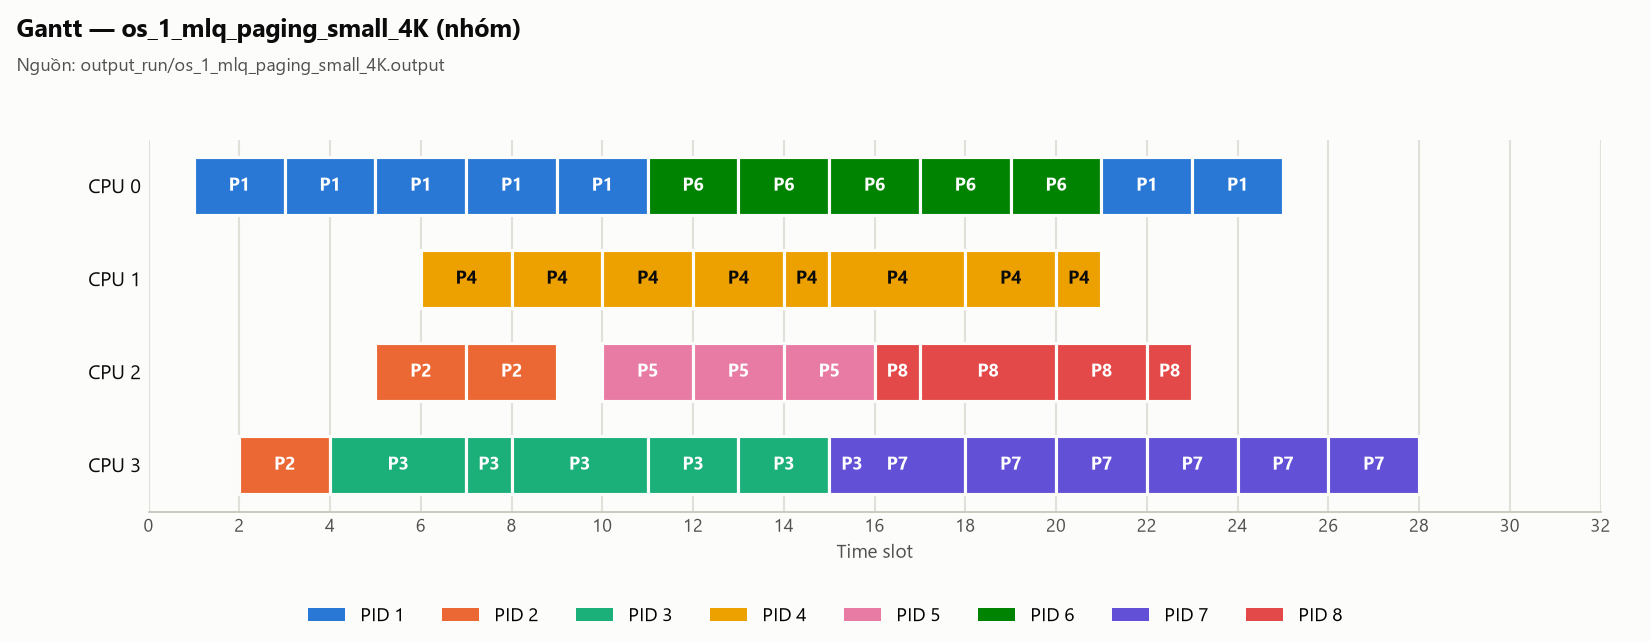 Gantt — os_1_mlq_paging_small_4K (nhóm)
Nguồn: output_run/os_1_mlq_paging_small_4K.output
CPU 0 P1 P1 P1 P1 P1 P6 P6 P6 P6 P6 P1 P1
CPU 1 P4 P4 P4 P4 P4 P4 P4 P4
CPU 2 P2 P2 P5 P5 P5 P8 P8 P8 P8
CPU 3 P2 P3 P3 P3 P3 P3 P3 P7 P7 P7 P7 P7 P7
0 2 4 6 8 10 12 14 16 18 20 22 24 26 28 30 32
Time slot
PID 1 PID 2 PID 3 PID 4 PID 5 PID 6 PID 7 PID 8